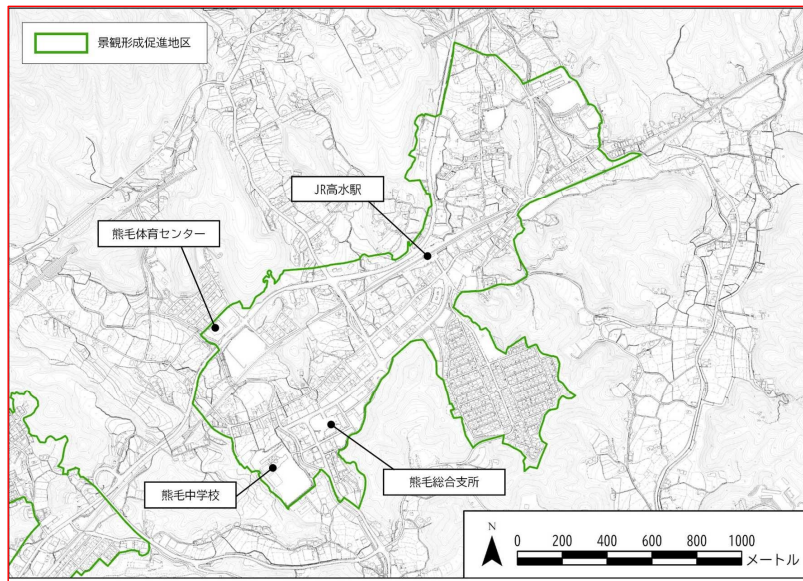 景観形成促進地区
JR高水駅
熊毛体育センター
熊毛中学校
熊毛総合支所
N
0 200 400 600 800 1000
メートル